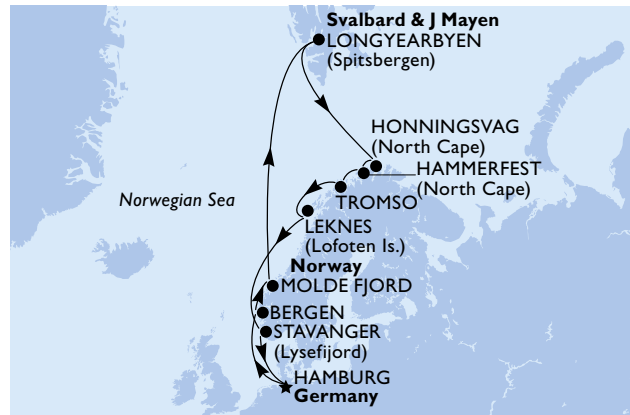 Svalbard & J Mayen
LONGYEARBYEN
(Spitsbergen)
HONNINGSVAG
(North Cape)
HAMMERFEST
(North Cape)
TROMSO
Norwegian Sea
LEKNES
(Lofoten Is.)
Norway
MOLDE FJORD
BERGEN
STAVANGER
(Lysefijord)
HAMBURG
Germany